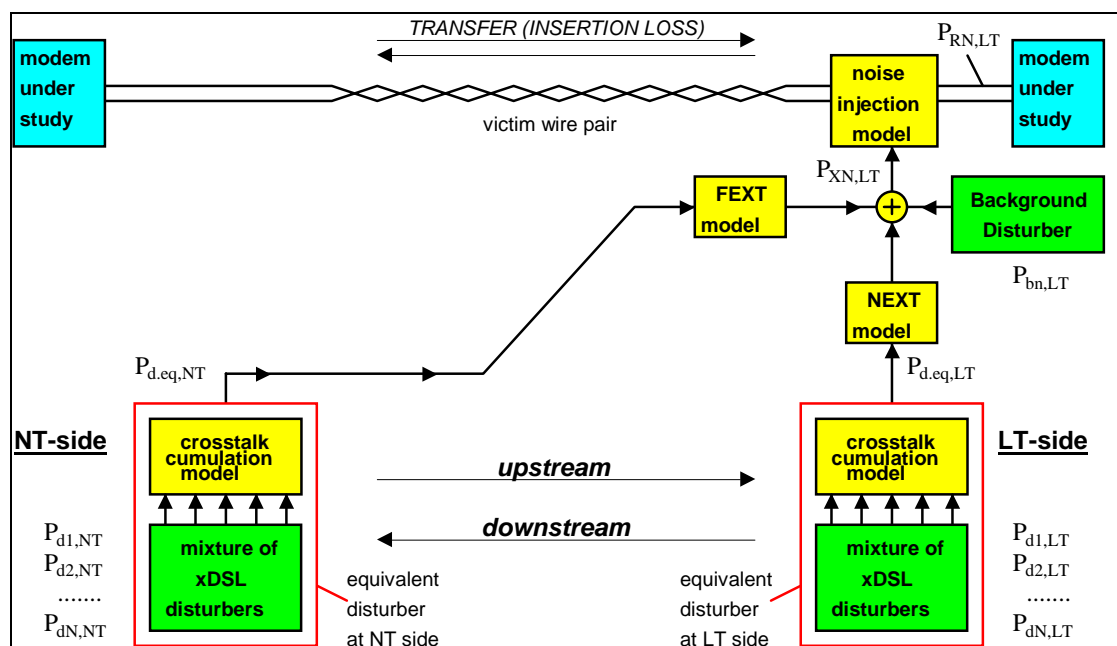 TRANSFER (INSERTION LOSS)
P_RN,LT
modem
under
study
noise
injection
model
modem
under
study
victim wire pair
P_XN,LT
FEXT
model
+
Background
Disturber
P_bn,LT
NEXT
model
P_d.eq,NT
P_d.eq,LT
NT-side
crosstalk
cumulation
model
upstream
crosstalk
cumulation
model
LT-side
downstream
P_d1,NT
P_d2,NT
.......
P_dN,NT
mixture of
xDSL
disturbers
equivalent
disturber
at NT side
equivalent
disturber
at LT side
mixture of
xDSL
disturbers
P_d1,LT
P_d2,LT
.......
P_dN,LT